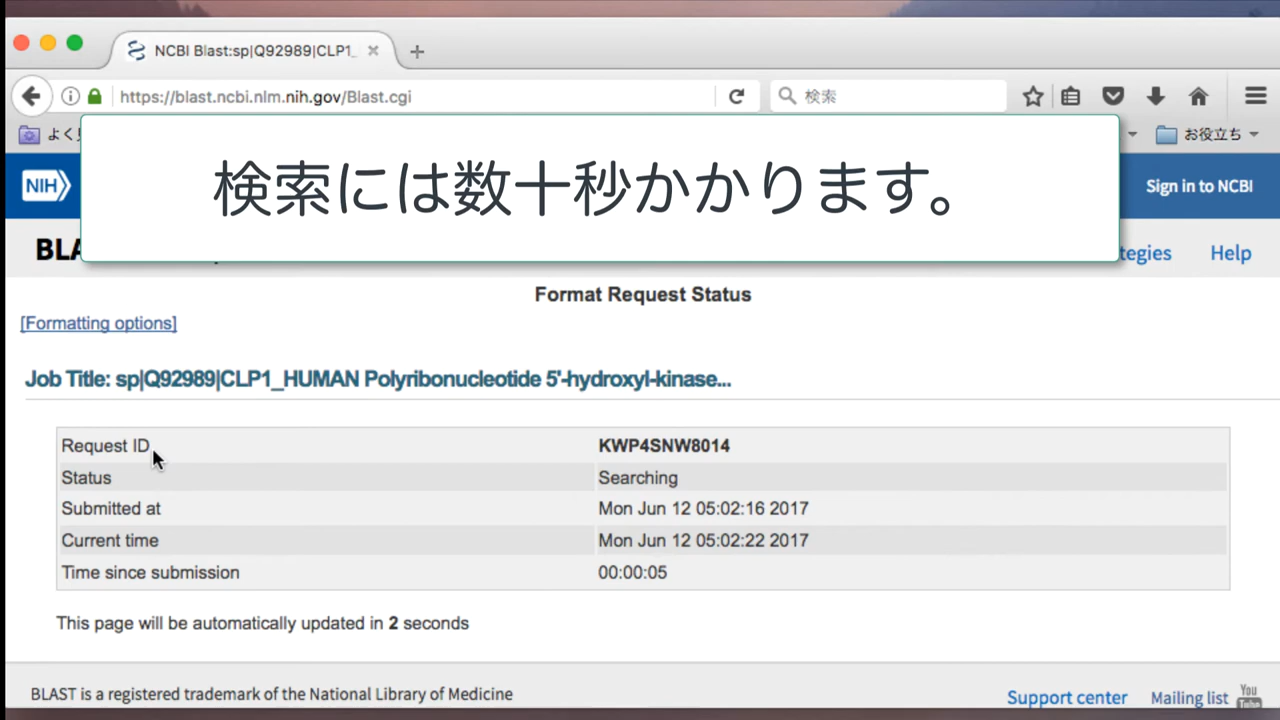 NCBI Blast:sp|Q92989|CLP1_
https://blast.ncbi.nlm.nih.gov/Blast.cgi
検索
お役立ち
検索には数十秒かかります。
NIH
Sign in to NCBI
Help
Format Request Status
[Formatting options]
Job Title: sp|Q92989|CLP1_HUMAN Polyribonucleotide 5'-hydroxyl-kinase...
Request ID KWP4SNW8014
Status Searching
Submitted at Mon Jun 12 05:02:16 2017
Current time Mon Jun 12 05:02:22 2017
Time since submission 00:00:05
This page will be automatically updated in 2 seconds
BLAST is a registered trademark of the National Library of Medicine
Support center Mailing list You Tube